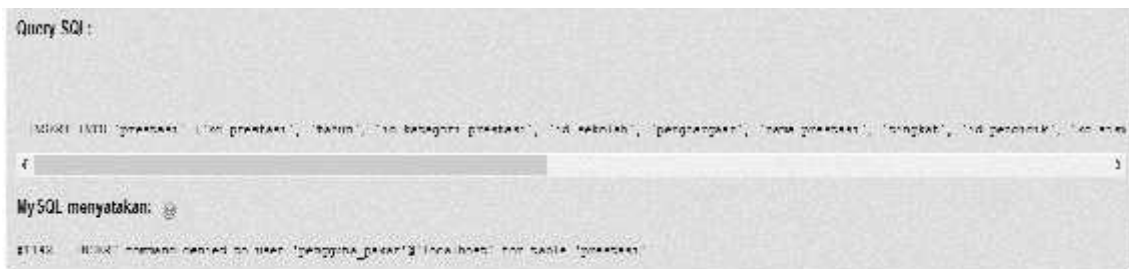 Query SQL:
INSERT INTO `prestasi` (`kd_prestasi`, `tahun`, `id_kategori_prestasi`, `id_sekolah`, `penghargaan`, `nama_prestasi`, `tingkat`, `id_pendidik`,
MySQL menyatakan:
#1142 - INSERT command denied to user 'pengguna_pakar'@'localhost' for table 'prestasi'